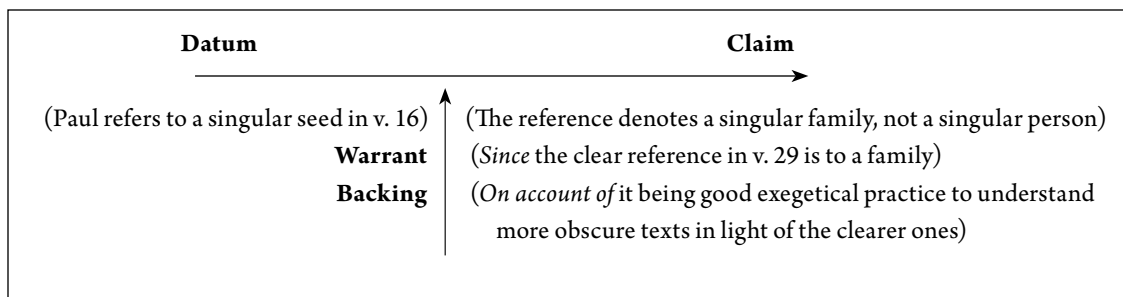 Datum Claim
(Paul refers to a singular seed in v. 16) (The reference denotes a singular family, not a singular person)
Warrant (Since the clear reference in v. 29 is to a family)
Backing (On account of it being good exegetical practice to understand
more obscure texts in light of the clearer ones)